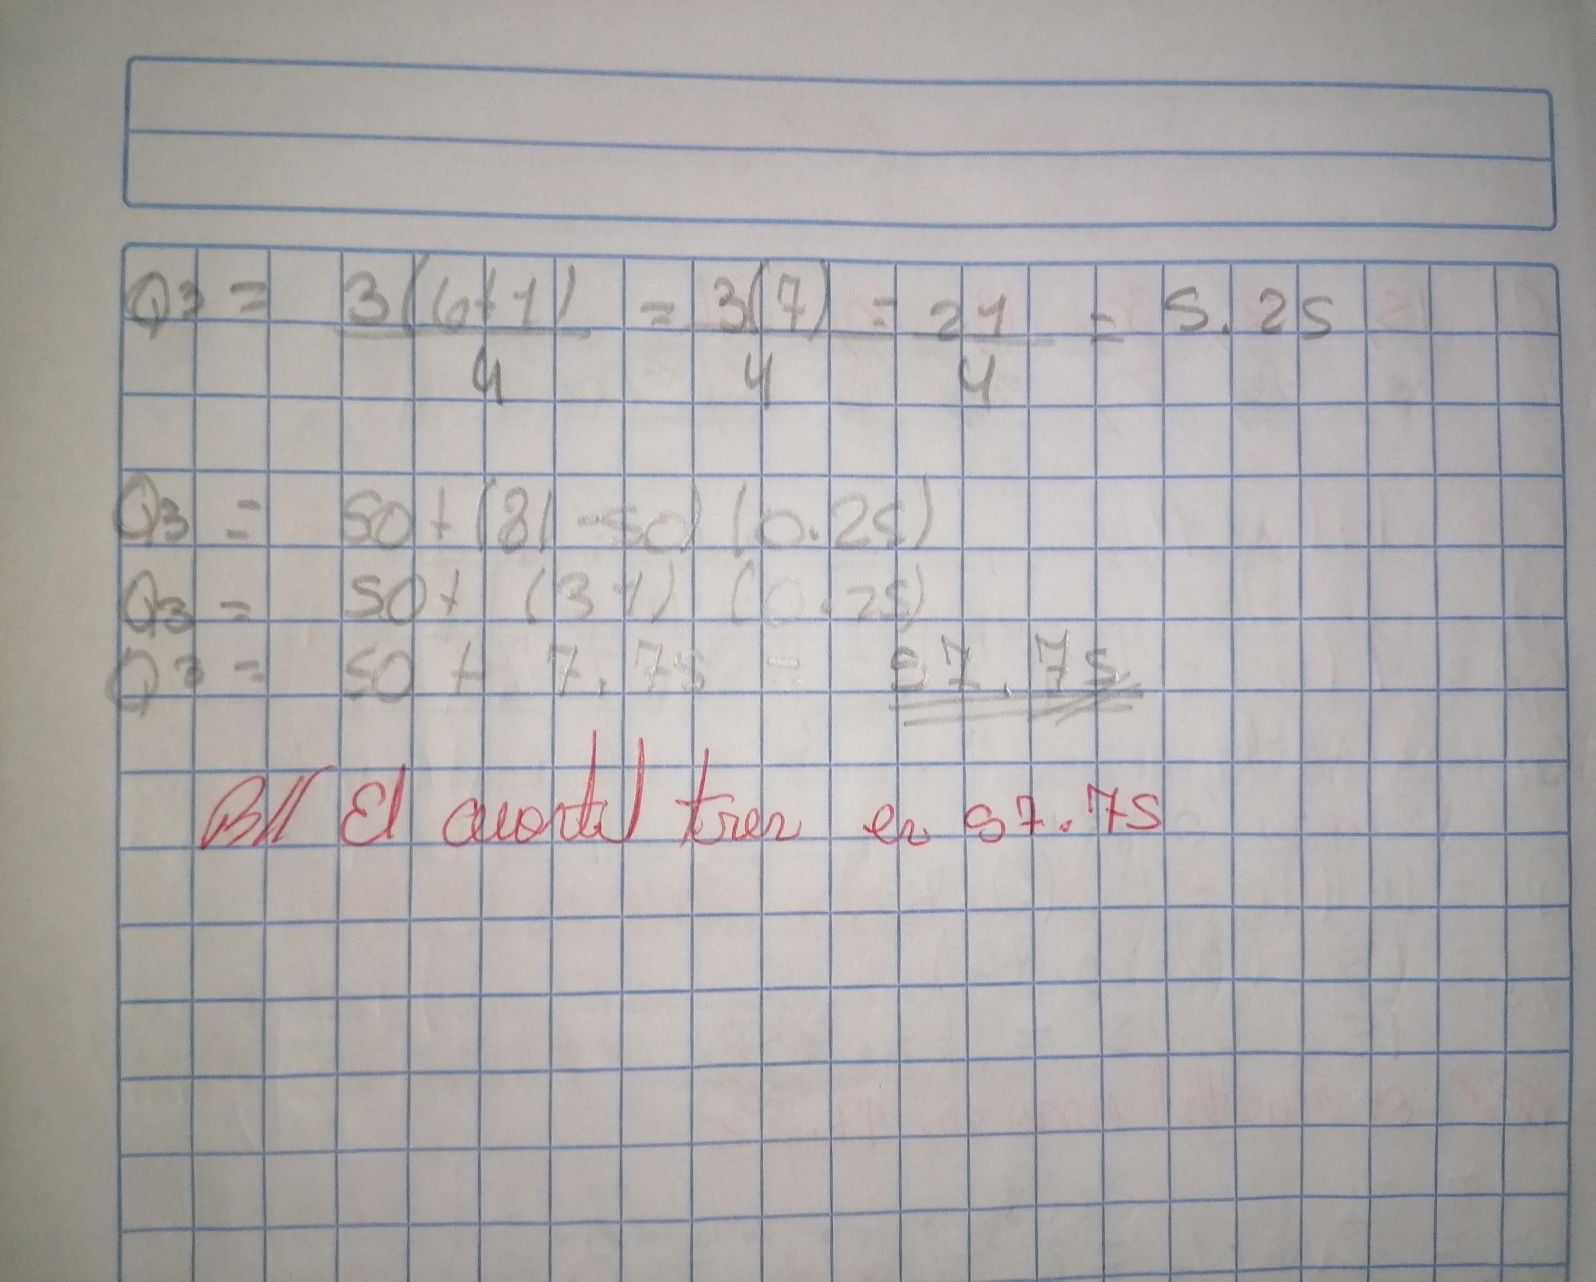 Q3 = 3(6+1)/4 = 3(7)/4 = 21/4 = 5.25
Q3 = 50+(81-50)(0.25)
Q3 = 50+(31)(0.25)
Q3 = 50+7.75 = 57.75
R// El cuartil tres es 57.75